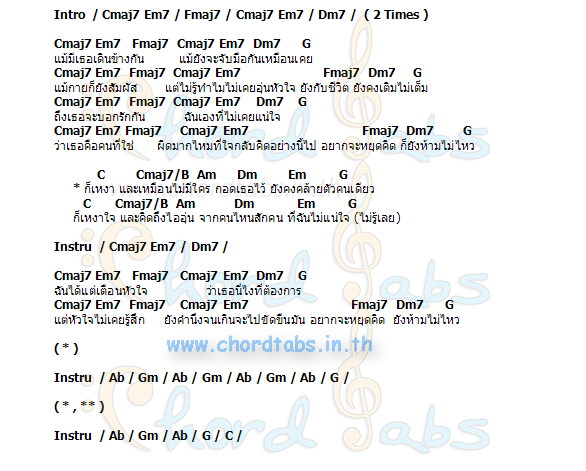 Intro / Cmaj7 Em7 / Fmaj7 / Cmaj7 Em7 / Dm7 / ( 2 Times )
Cmaj7 Em7 Fmaj7 Cmaj7 Em7 Dm7 G
แม้มีเธอเดินข้างกัน แม้ยังจะจับมือกันเหมือนเคย
Cmaj7 Em7 Fmaj7 Cmaj7 Em7 Fmaj7 Dm7 G
แม้กายก็ยังสัมผัส แต่ไม่รู้ทำไมไม่เคยอุ่นหัวใจ ยังกับชีวิต ยังคงเติมไม่เต็ม
Cmaj7 Em7 Fmaj7 Cmaj7 Em7 Dm7 G
ถึงเธอจะบอกรักกัน ฉันเองที่ไม่เคยแน่ใจ
Cmaj7 Em7 Fmaj7 Cmaj7 Em7 Fmaj7 Dm7 G
ว่าเธอคือคนที่ใช่ ผิดมากไหมที่ใจกลับคิดอย่างนี้ไป อยากจะหยุดคิด ก็ยังห้ามไม่ไหว
C Cmaj7/B Am Dm Em G
* ก็เหงา และเหมือนไม่มีใคร กอดเธอไว้ ยังคงคล้ายตัวคนเดียว
C Cmaj7/B Am Dm Em G
ก็เหงาใจ และคิดถึงไออุ่น จากคนไหนสักคน ที่ฉันไม่แน่ใจ (ไม่รู้เลย)
Instru / Cmaj7 Em7 / Dm7 /
Cmaj7 Em7 Fmaj7 Cmaj7 Em7 Dm7 G
ฉันได้แต่เตือนหัวใจ ว่าเธอนี่ไงที่ต้องการ
Cmaj7 Em7 Fmaj7 Cmaj7 Em7 Fmaj7 Dm7 G
แต่หัวใจไม่เคยรู้สึก ยังคำนึงจนเกินจะไปขัดขืนมัน อยากจะหยุดคิด ยังห้ามไม่ไหว
www.chordtabs.in.th
( * )
Instru / Ab / Gm / Ab / Gm / Ab / Gm / Ab / G /
( * , ** )
Instru / Ab / Gm / Ab / G / C /
Chord Tabs
Chord Tabs
Chord Tabs